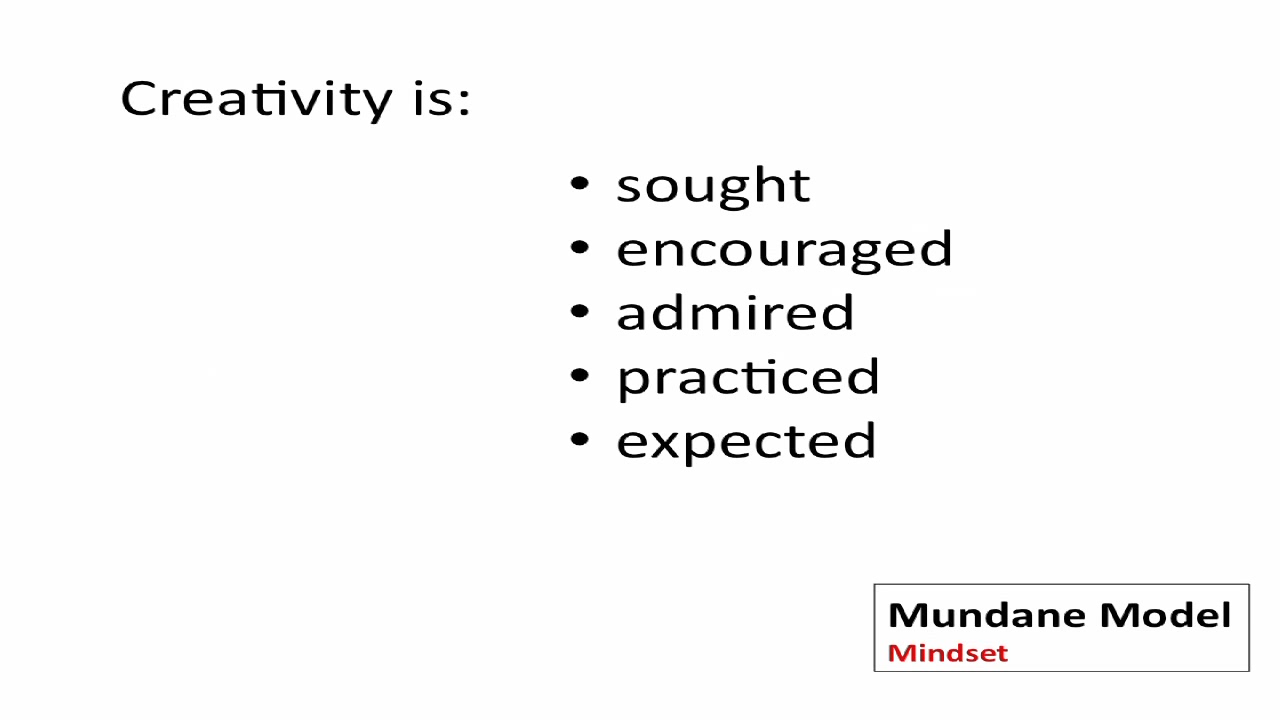 Creativity is:
• sought
• encouraged
• admired
• practiced
• expected
Mundane Model
Mindset